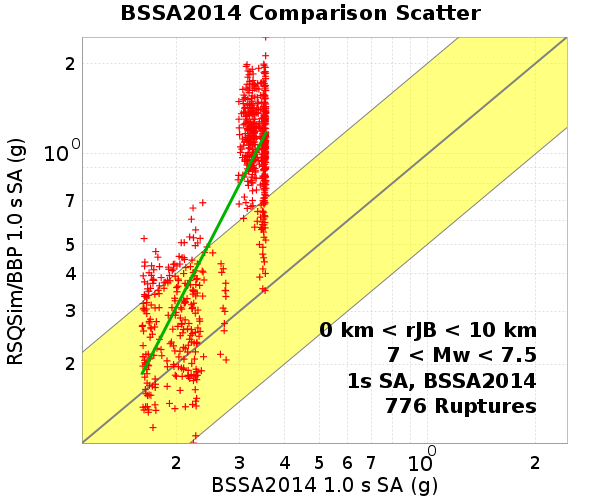 BSSA2014 Comparison Scatter
RSQSim/BBP 1.0 s SA (g)
2
10^0
7
5
4
3
2
0 km < rJB < 10 km
7 < Mw < 7.5
1s SA, BSSA2014
776 Ruptures
2 3 4 5 6 7 10^0 2
BSSA2014 1.0 s SA (g)